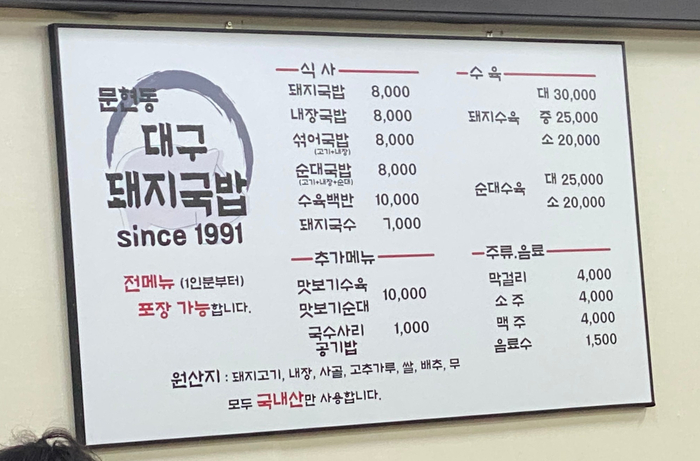 문현동
대구
돼지국밥
since 1991
전메뉴 (1인분부터)
포장 가능합니다.
식 사
돼지국밥 8,000
내장국밥 8,000
섞어국밥 8,000
(고기+내장)
순대국밥 8,000
(고기+내장+순대)
수육백반 10,000
돼지국수 7,000
추가메뉴
맛보기수육
맛보기순대 10,000
국수사리 1,000
공기밥
수 육
대 30,000
돼지수육 중 25,000
소 20,000
순대수육 대 25,000
소 20,000
주류.음료
막걸리 4,000
소 주 4,000
맥 주 4,000
음료수 1,500
원산지 : 돼지고기, 내장, 사골, 고추가루, 쌀, 배추, 무
모두 국내산만 사용합니다.